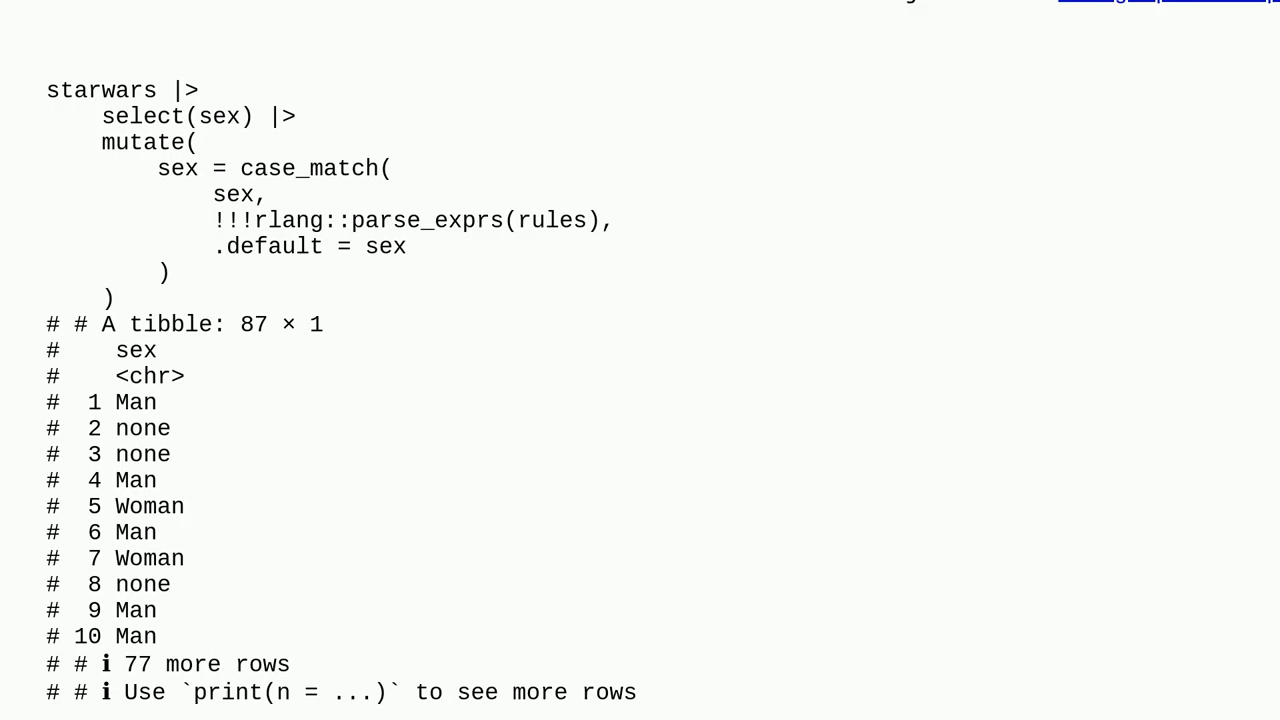 starwars |>
    select(sex) |>
    mutate(
        sex = case_match(
            sex,
            !!!rlang::parse_exprs(rules),
            .default = sex
        )
    )
# # A tibble: 87 × 1
#    sex
#    <chr>
#  1 Man
#  2 none
#  3 none
#  4 Man
#  5 Woman
#  6 Man
#  7 Woman
#  8 none
#  9 Man
# 10 Man
# # ℹ 77 more rows
# # ℹ Use `print(n = ...)` to see more rows